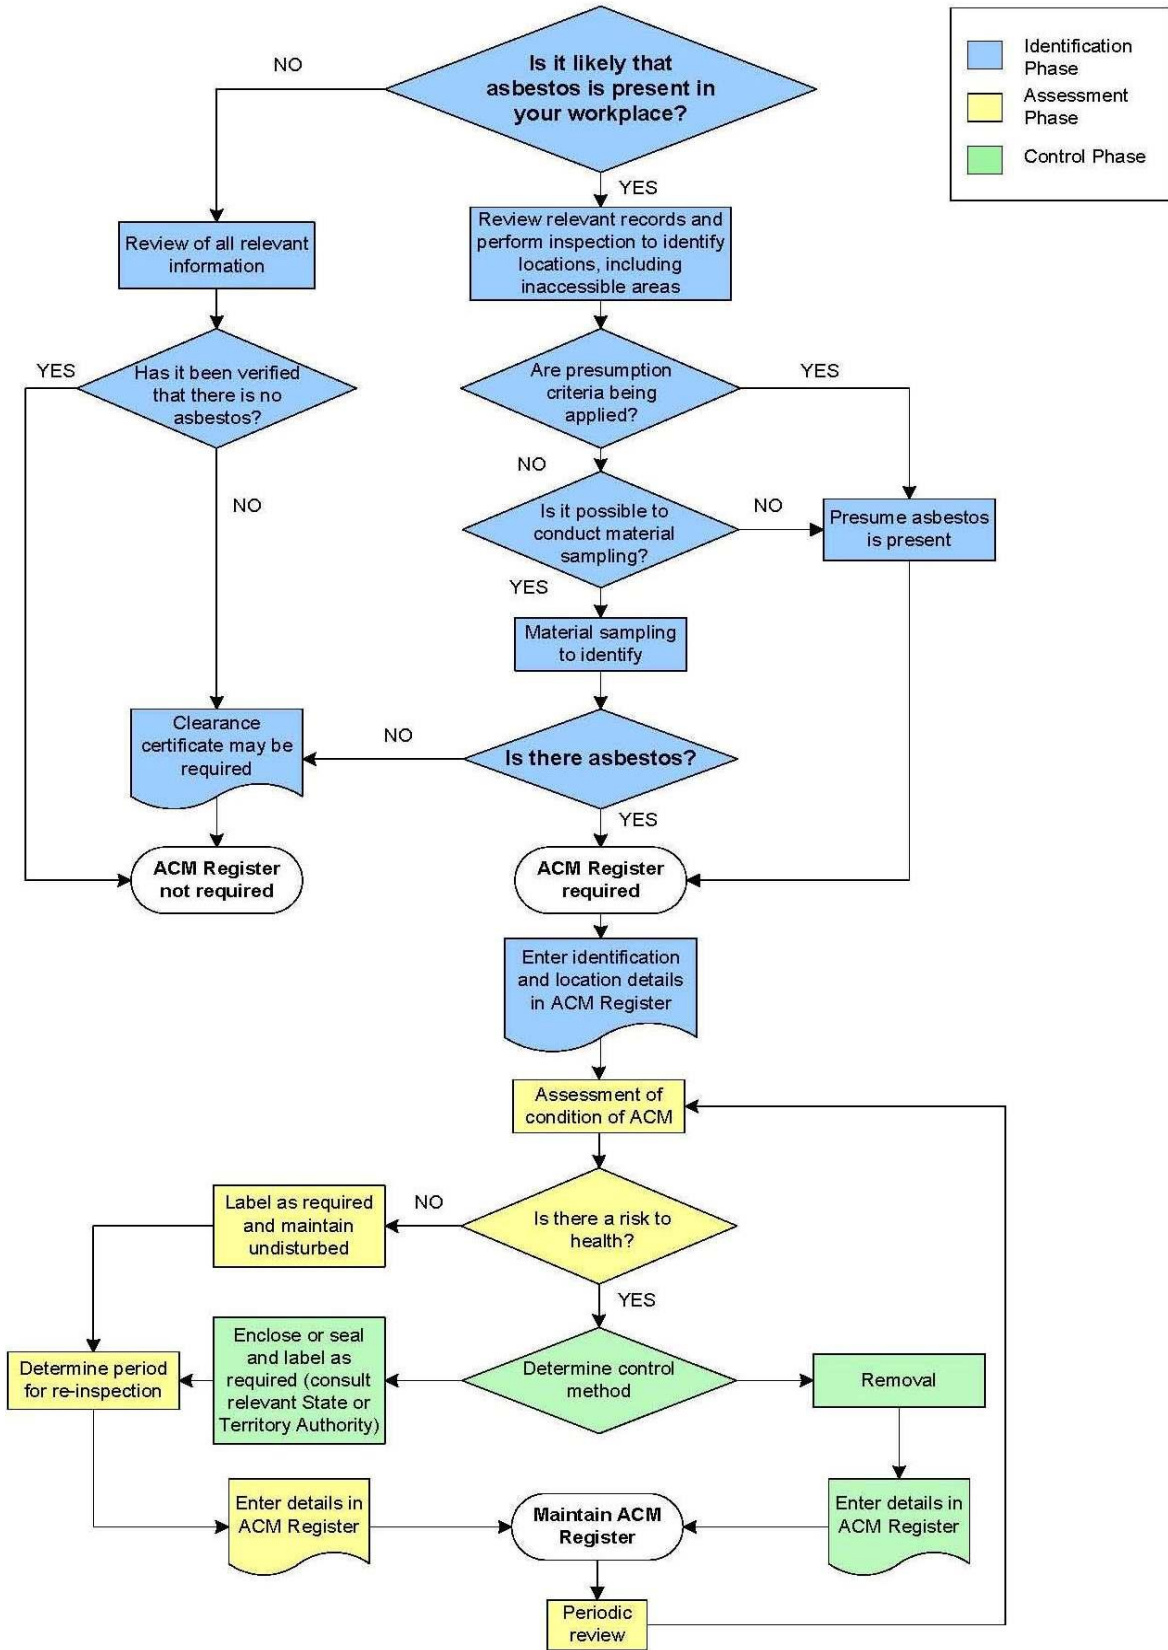 Is it likely that
asbestos is present in
your workplace?
NO
YES
Identification
Phase
Assessment
Phase
Control Phase
Review of all relevant
information
Review relevant records and
perform inspection to identify
locations, including
inaccessible areas
YES
Has it been verified
that there is no
asbestos?
NO
Are presumption
criteria being
applied?
YES
NO
Is it possible to
conduct material
sampling?
NO
Presume asbestos
is present
YES
Material sampling
to identify
Clearance
certificate may be
required
NO
Is there asbestos?
YES
ACM Register
not required
ACM Register
required
Enter identification
and location details
in ACM Register
Assessment of
condition of ACM
Label as required
and maintain
undisturbed
NO
Is there a risk to
health?
YES
Determine period
for re-inspection
Enclose or seal
and label as
required (consult
relevant State or
Territory Authority)
Determine control
method
Removal
Enter details in
ACM Register
Maintain ACM
Register
Enter details in
ACM Register
Periodic
review